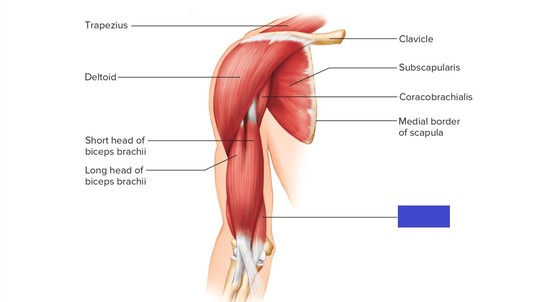 Trapezius
Clavicle
Subscapularis
Deltoid
Coracobrachialis
Medial border
of scapula
Short head of
biceps brachii
Long head of
biceps brachii